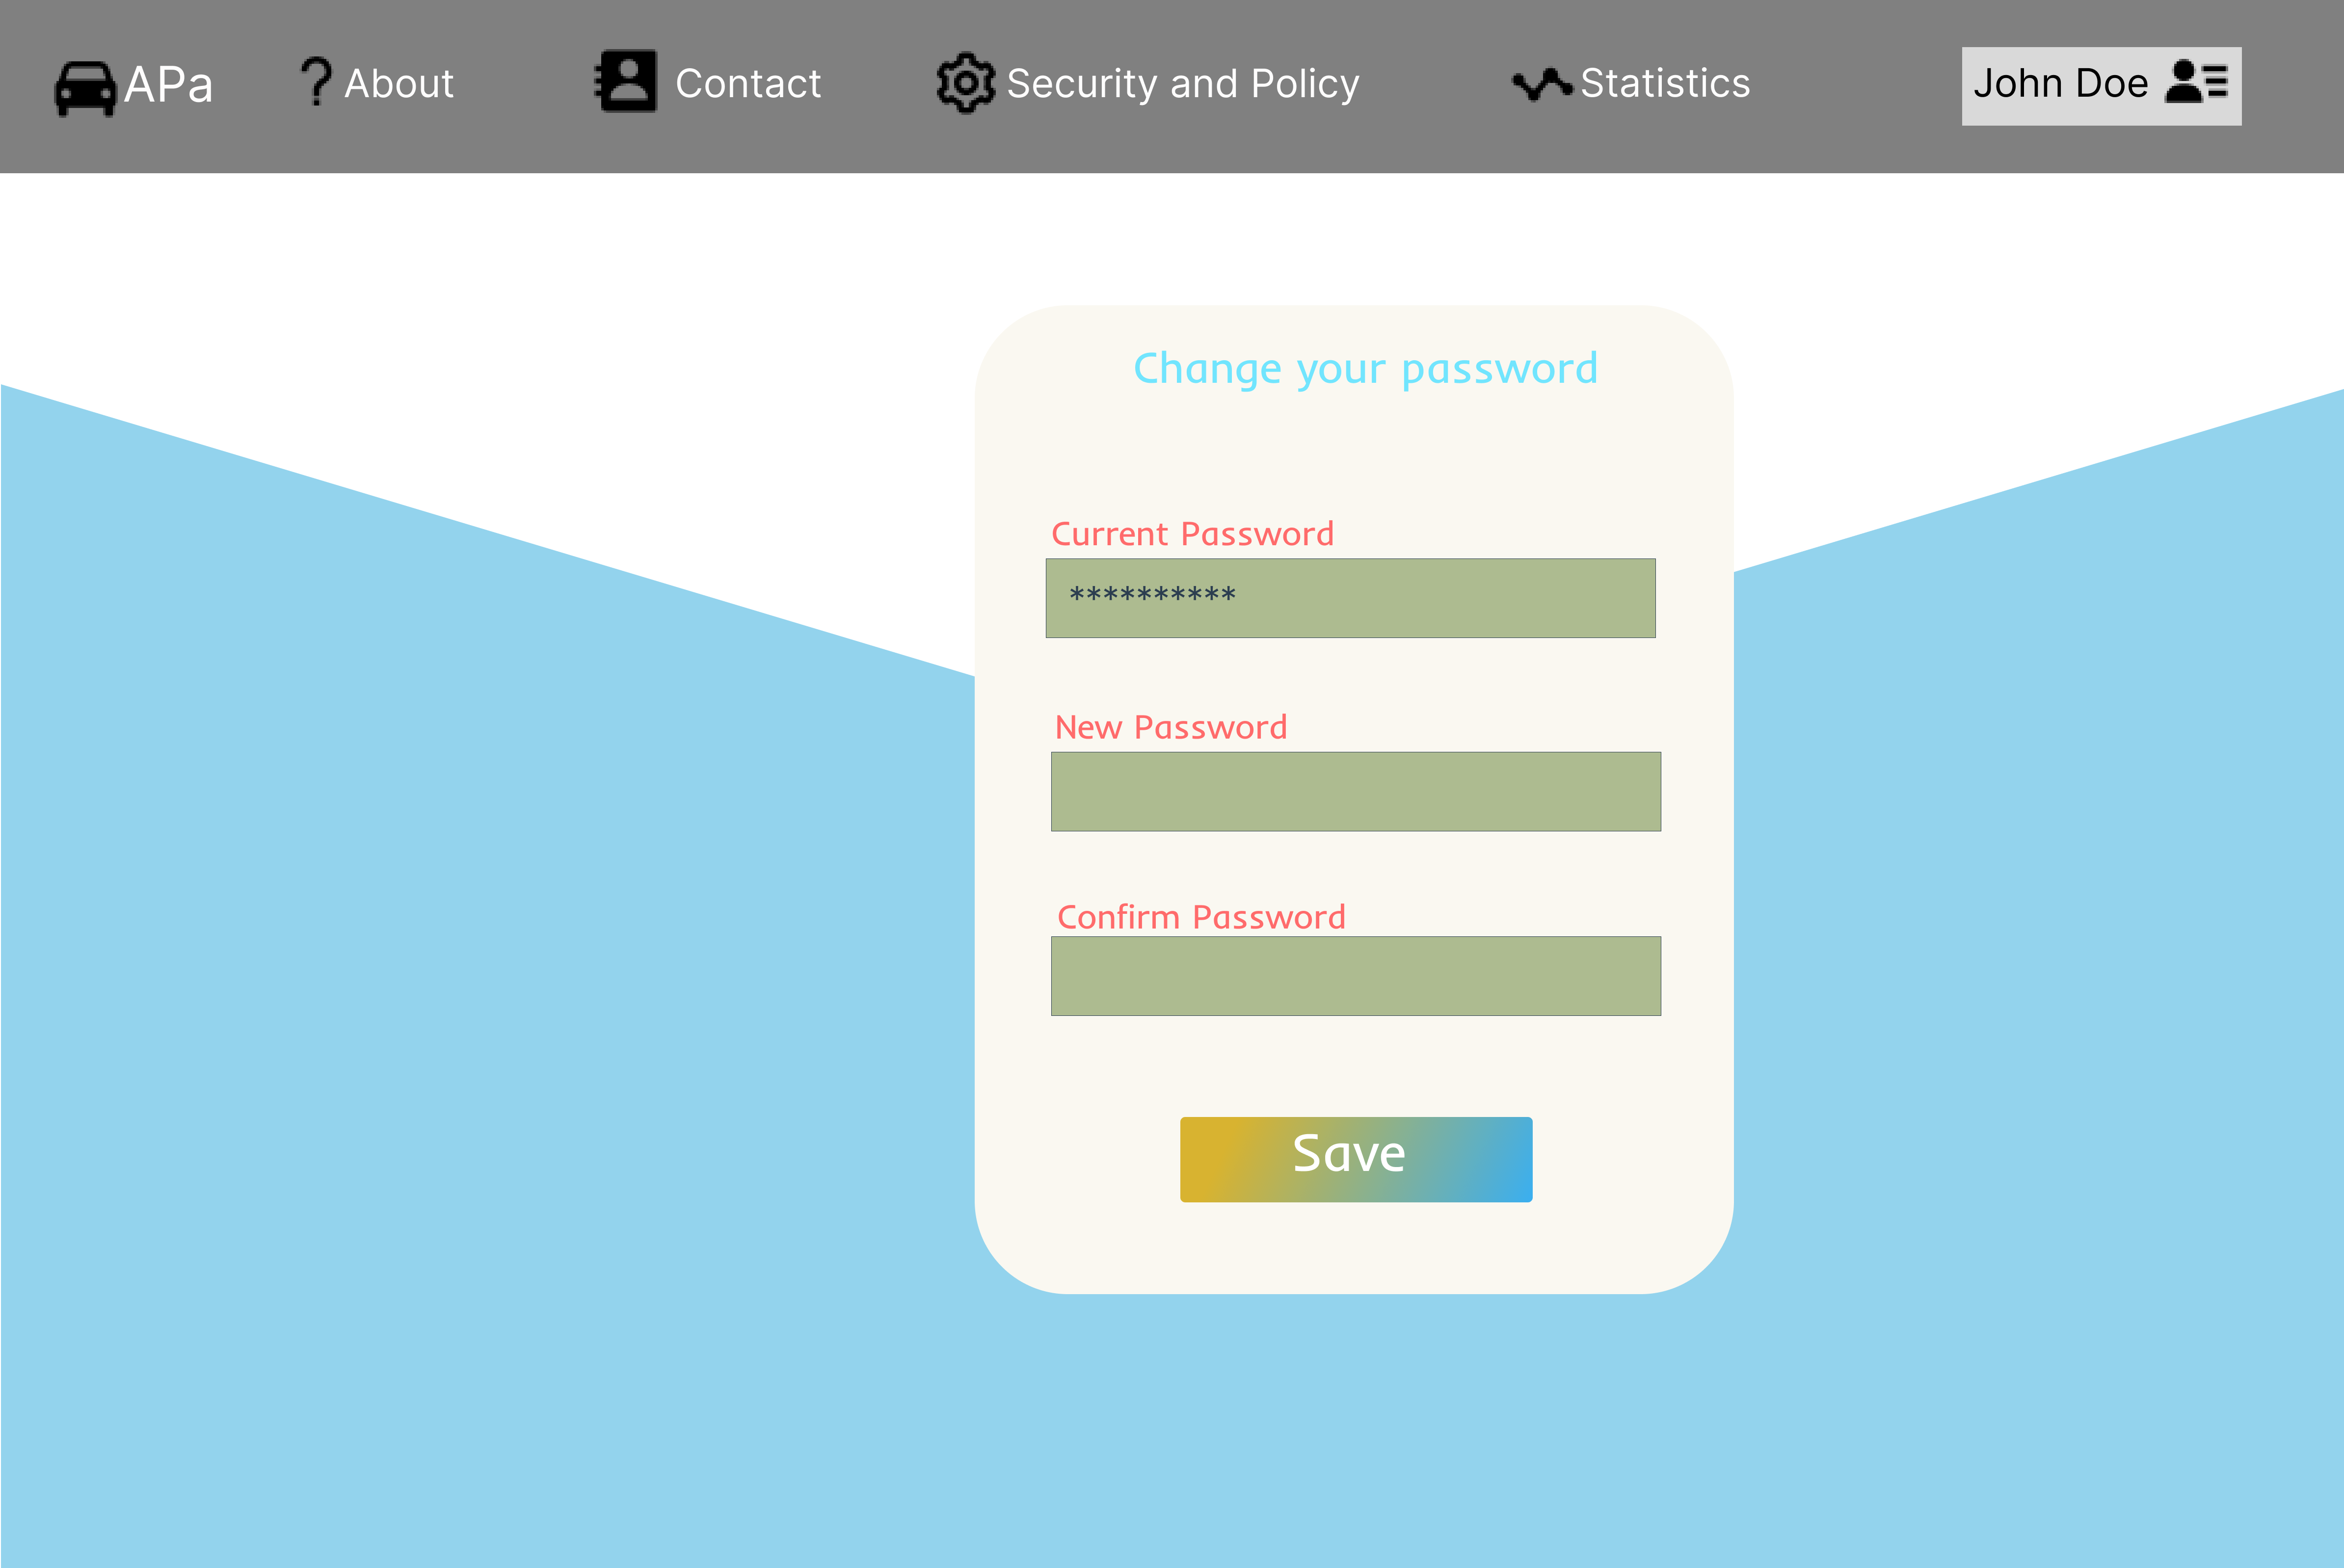 APa About Contact Security and Policy Statistics John Doe
Change your password
Current Password
**********
New Password
Confirm Password
Save